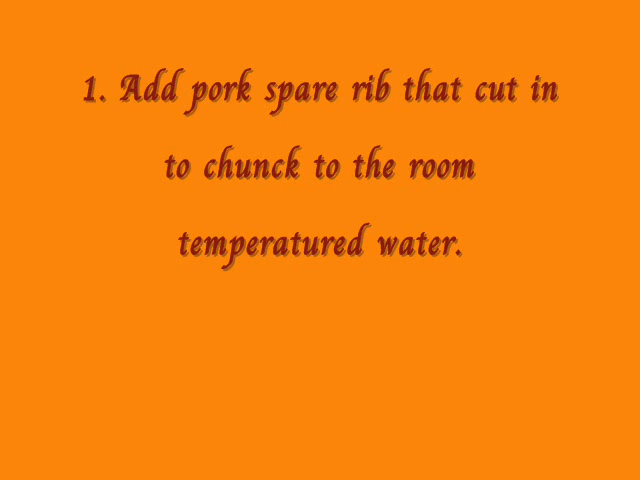 1. Add pork spare rib that cut in
to chunck to the room
temperatured water.